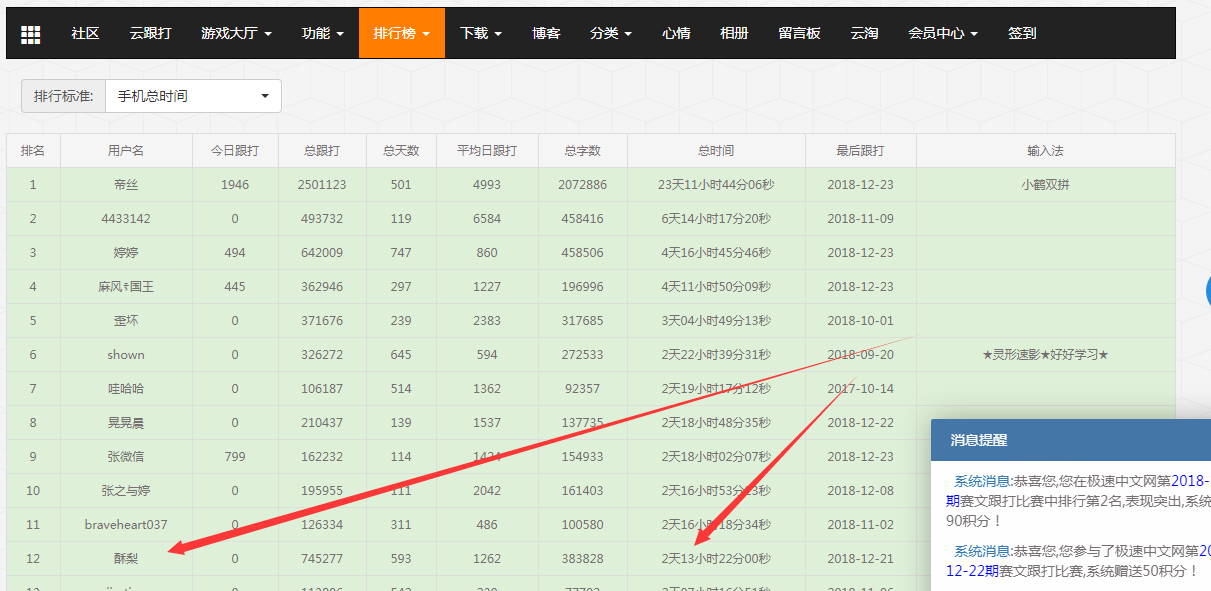 社区 云跟打 游戏大厅 功能 排行榜 下载 博客 分类 心情 相册 留言板 云淘 会员中心 签到
排行标准: 手机总时间
排名 用户名 今日跟打 总跟打 总天数 平均日跟打 总字数 总时间 最后跟打 输入法
1 帝丝 1946 2501123 501 4993 2072886 23天11小时44分06秒 2018-12-23 小鹤双拼
2 4433142 0 493732 119 6584 458416 6天14小时17分20秒 2018-11-09
3 婷婷 494 642009 747 860 458506 4天16小时45分46秒 2018-12-23
4 麻风♀国王 445 362946 297 1227 196996 4天11小时50分09秒 2018-12-23
5 歪坏 0 371676 239 2383 317685 3天04小时49分13秒 2018-10-01
6 shown 0 326272 645 594 272533 2天22小时39分31秒 2018-09-20 ★灵形速影★好好学习★
7 哇哈哈 0 106187 514 1362 92357 2天19小时17分12秒 2017-10-14
8 晃晃晨 0 210437 139 1537 137735 2天18小时48分35秒 2018-12-22
9 张微信 799 162232 114 1424 154933 2天18小时02分07秒 2018-12-23
10 张之与婷 0 195955 111 2042 161403 2天16小时53分23秒 2018-12-08
11 braveheart037 0 126334 311 486 100580 2天16小时18分34秒 2018-11-02
12 酥梨 0 745277 593 1262 383828 2天13小时22分00秒 2018-12-21
消息提醒
系统消息:恭喜您,您在极速中文网第2018-
期赛文跟打比赛中排行第2名,表现突出,系统
90积分！
系统消息:恭喜您,您参与了极速中文网第20
12-22期赛文跟打比赛,系统赠送50积分！